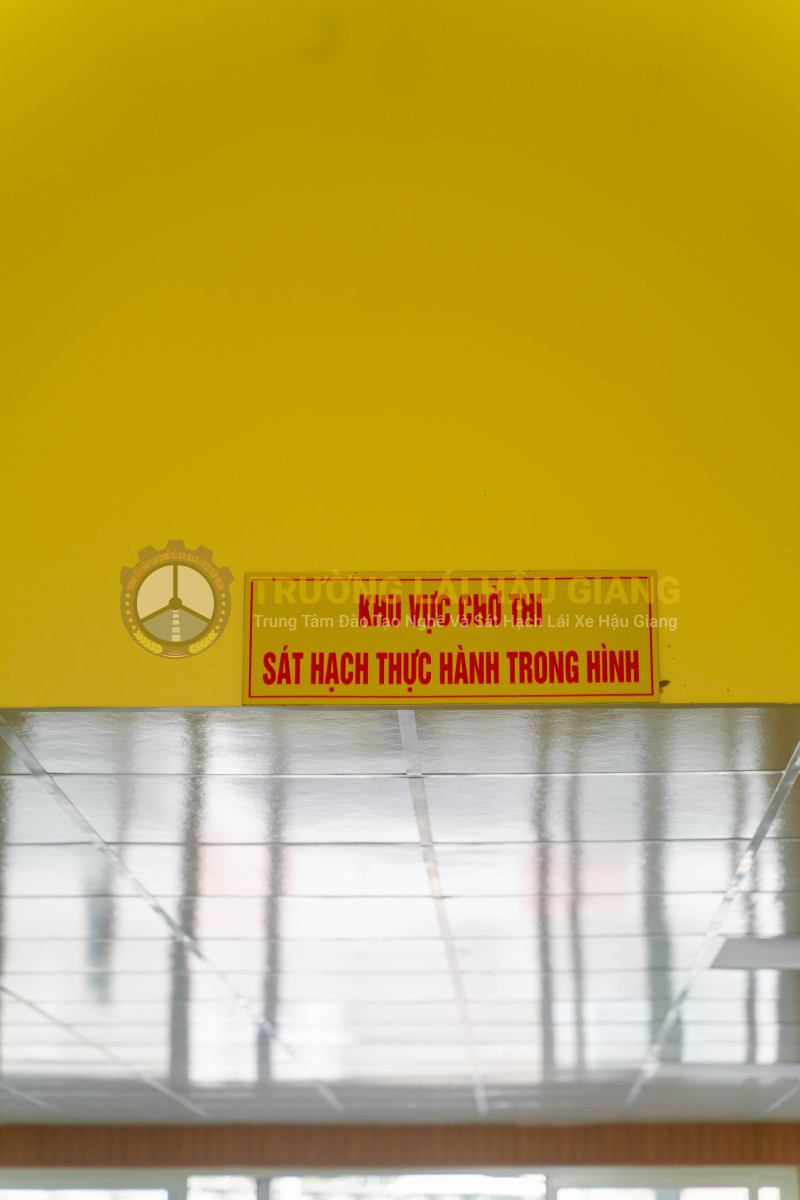 TRƯỜNG LÁI HẬU GIANG
KHU VỰC CHỜ THI
Trung Tâm Đào Tạo Nghề Và Sát Hạch Lái Xe Hậu Giang
SÁT HẠCH THỰC HÀNH TRONG HÌNH